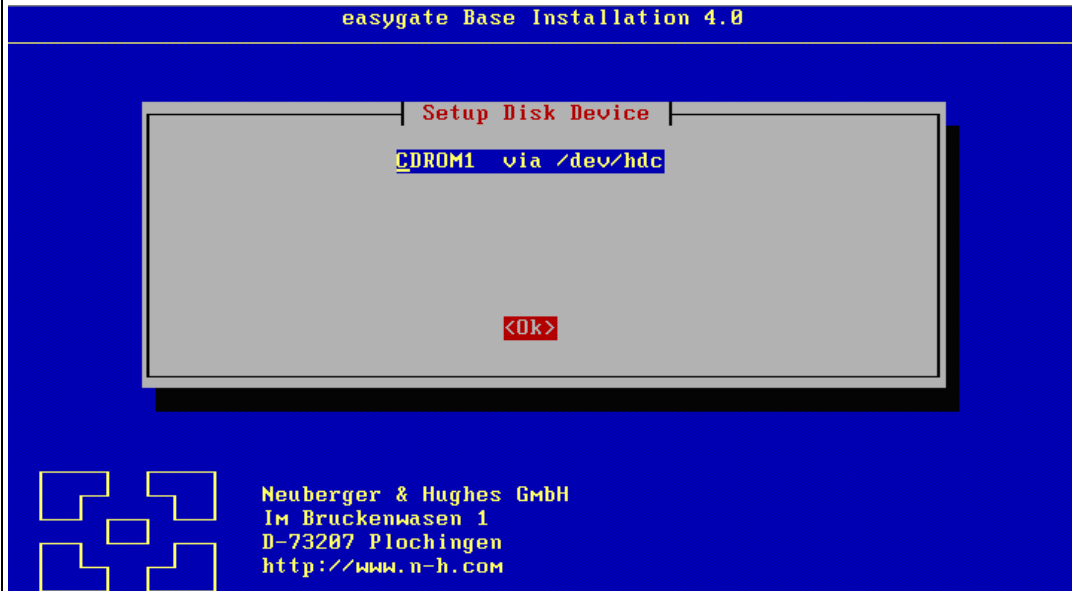 easygate Base Installation 4.0
Setup Disk Device
CDROM1 via /dev/hdc
<Ok>
Neuberger & Hughes GmbH
Im Bruckenwasen 1
D-73207 Plochingen
http://www.n-h.com